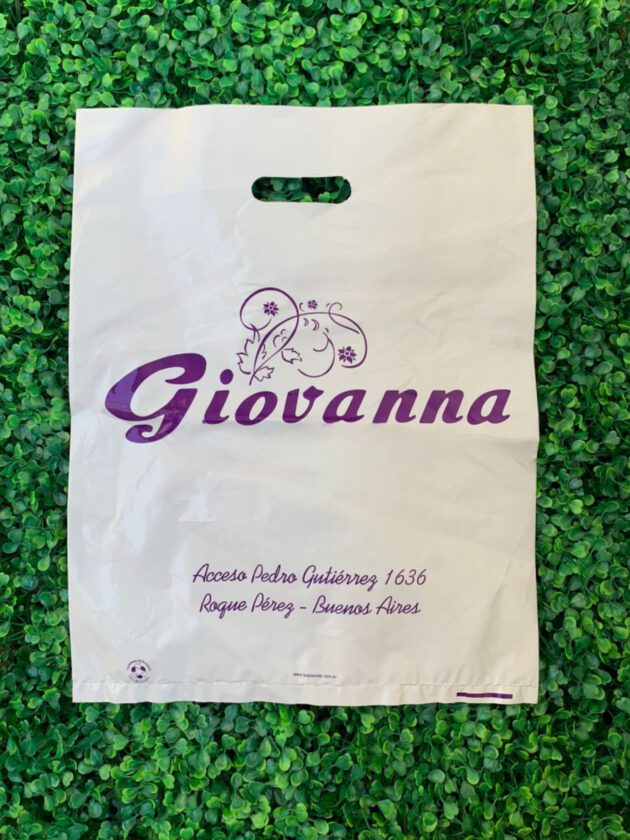 Giovanna
Acceso Pedro Gutiérrez 1636
Roque Pérez - Buenos Aires